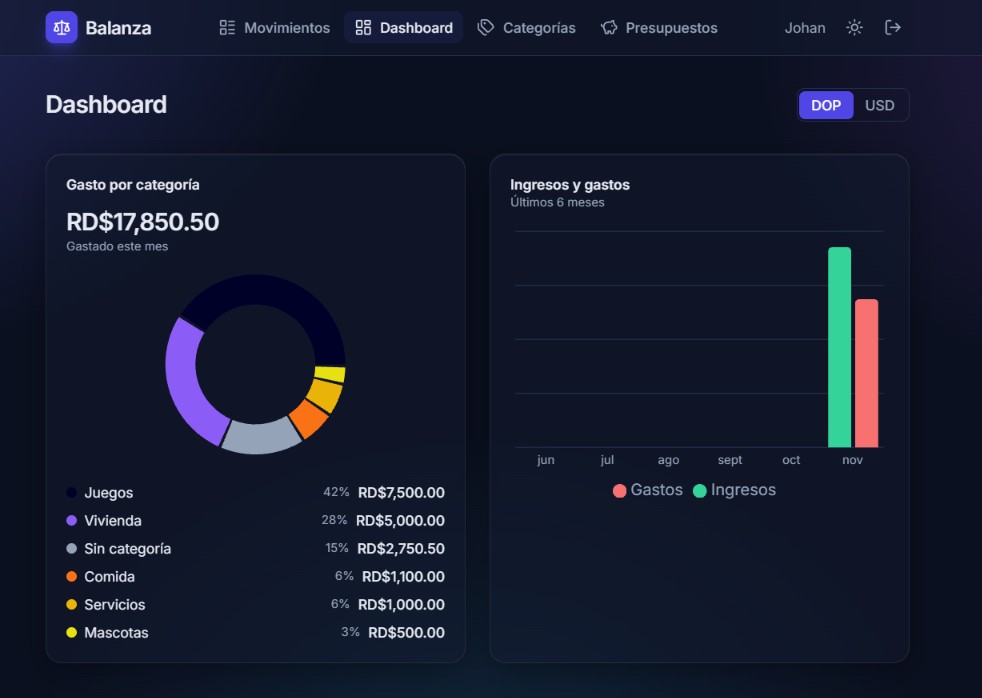 Balanza
Movimientos
Dashboard
Categorías
Presupuestos
Johan
Dashboard
DOP
USD
Gasto por categoría
RD$17,850.50
Gastado este mes
Juegos 42% RD$7,500.00
Vivienda 28% RD$5,000.00
Sin categoría 15% RD$2,750.50
Comida 6% RD$1,100.00
Servicios 6% RD$1,000.00
Mascotas 3% RD$500.00
Ingresos y gastos
Últimos 6 meses
jun jul ago sept oct nov
Gastos Ingresos